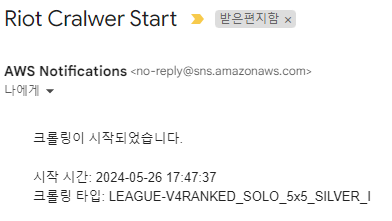 Riot Cralwer Start 받은편지함 ×
AWS Notifications <no-reply@sns.amazonaws.com>
나에게
크롤링이 시작되었습니다.
시작 시간: 2024-05-26 17:47:37
크롤링 타입: LEAGUE-V4RANKED_SOLO_5x5_SILVER_I